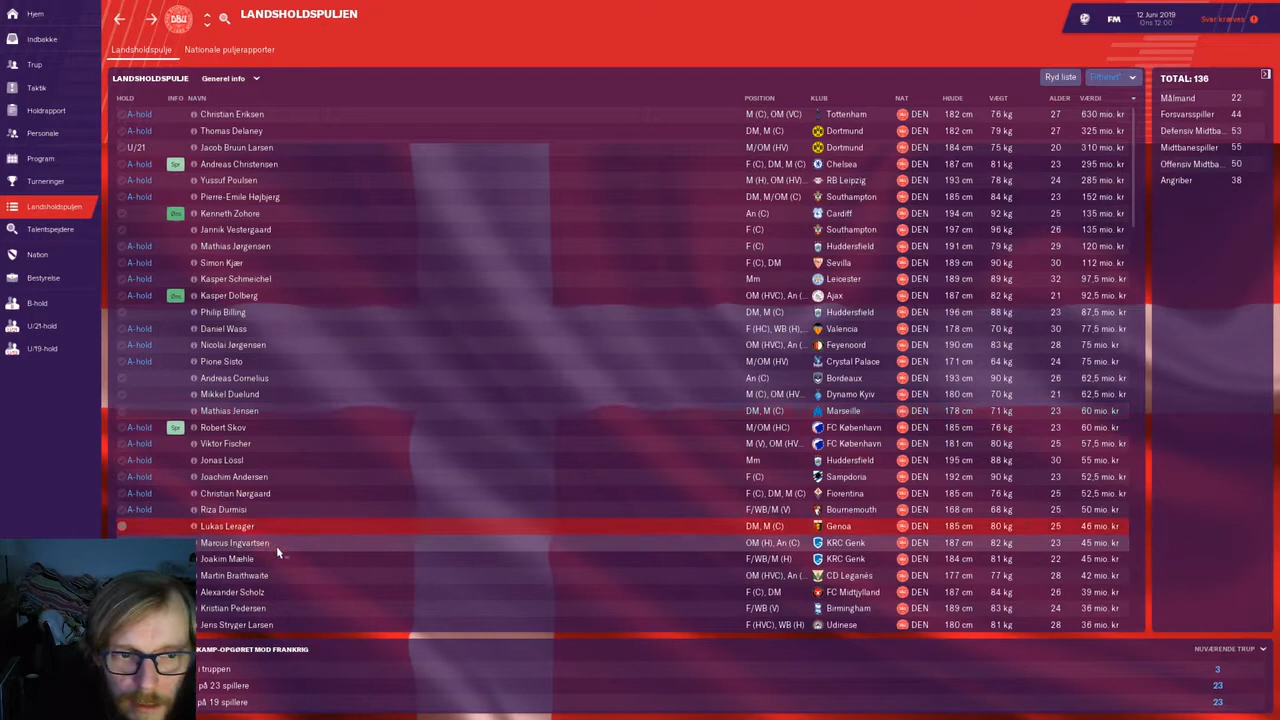 LANDSHOLDSPULJEN
FM
12 Juni 2019
Ons 12:00
Svar kræves
Hjem
Indbakke
Trup
Taktik
Holdrapport
Personale
Program
Turneringer
Landsholdspuljen
Talentspejdere
Nation
Bestyrelse
B-hold
U/21-hold
U/19-hold
Landsholdspulje Nationale puljerapporter
LANDSHOLDSPULJE Generel info Ryd liste
HOLD INFO NAVN POSITION KLUB NAT HØJDE VÆGT ALDER VÆRDI
A-hold Christian Eriksen M (C), OM (VC) Tottenham DEN 182 cm 76 kg 27 630 mio. kr
A-hold Thomas Delaney DM, M (C) Dortmund DEN 182 cm 79 kg 27 325 mio. kr
U/21 Jacob Bruun Larsen M/OM (HV) Dortmund DEN 184 cm 75 kg 20 310 mio. kr
A-hold Spr Andreas Christensen F (C), DM, M (C) Chelsea DEN 187 cm 81 kg 23 295 mio. kr
A-hold Yussuf Poulsen M (H), OM (HV)... RB Leipzig DEN 193 cm 78 kg 24 285 mio. kr
A-hold Pierre-Emile Højbjerg DM, M/OM (C) Southampton DEN 185 cm 84 kg 23 152 mio. kr
Øns Kenneth Zohore An (C) Cardiff DEN 194 cm 92 kg 25 135 mio. kr
Jannik Vestergaard F (C) Southampton DEN 197 cm 96 kg 26 135 mio. kr
A-hold Mathias Jørgensen F (C) Huddersfield DEN 191 cm 79 kg 29 120 mio. kr
A-hold Simon Kjær F (C), DM Sevilla DEN 189 cm 90 kg 30 112 mio. kr
A-hold Kasper Schmeichel Mm Leicester DEN 189 cm 89 kg 32 97,5 mio. kr
A-hold Øns Kasper Dolberg OM (HVC), An (... Ajax DEN 187 cm 82 kg 21 92,5 mio. kr
Philip Billing DM, M (C) Huddersfield DEN 196 cm 88 kg 23 87,5 mio. kr
A-hold Daniel Wass F (HC), WB (H),... Valencia DEN 178 cm 70 kg 30 77,5 mio. kr
A-hold Nicolai Jørgensen OM (HVC), An (... Feyenoord DEN 190 cm 83 kg 28 75 mio. kr
A-hold Pione Sisto M/OM (HV) Crystal Palace DEN 171 cm 64 kg 24 75 mio. kr
Andreas Cornelius An (C) Bordeaux DEN 193 cm 90 kg 26 62,5 mio. kr
Mikkel Duelund M (C), OM (HV... Dynamo Kyiv DEN 180 cm 70 kg 21 62,5 mio. kr
Mathias Jensen DM, M (C) Marseille DEN 178 cm 71 kg 23 60 mio. kr
A-hold Spr Robert Skov M/OM (HC) FC København DEN 185 cm 76 kg 23 60 mio. kr
A-hold Viktor Fischer M (V), OM (HV... FC København DEN 181 cm 80 kg 25 57,5 mio. kr
A-hold Jonas Lössl Mm Huddersfield DEN 195 cm 88 kg 30 55 mio. kr
A-hold Joachim Andersen F (C) Sampdoria DEN 192 cm 90 kg 23 52,5 mio. kr
A-hold Christian Nørgaard F (C), DM, M (C) Fiorentina DEN 185 cm 76 kg 25 52,5 mio. kr
A-hold Riza Durmisi F/WB/M (V) Bournemouth DEN 168 cm 68 kg 25 50 mio. kr
Lukas Lerager DM, M (C) Genoa DEN 185 cm 80 kg 25 46 mio. kr
Marcus Ingvartsen OM (H), An (C) KRC Genk DEN 187 cm 82 kg 23 45 mio. kr
Joakim Mæhle F/WB/M (H) KRC Genk DEN 184 cm 81 kg 22 45 mio. kr
Martin Braithwaite OM (HVC), An (... CD Leganés DEN 177 cm 77 kg 28 42 mio. kr
Alexander Scholz F (C), DM FC Midtjylland DEN 187 cm 84 kg 26 39 mio. kr
Kristian Pedersen F/WB (V) Birmingham DEN 189 cm 83 kg 24 36 mio. kr
Jens Stryger Larsen F (HVC), WB (H) Udinese DEN 180 cm 81 kg 28 36 mio. kr
TOTAL: 136
Målmand 22
Forsvarsspiller 44
Defensiv Midtba... 53
Midtbanespiller 55
Offensiv Midtba... 50
Angriber 38
KAMP-OPGØRET MOD FRANKRIG NUVÆRENDE TRUP
i truppen 3
på 23 spillere 23
på 19 spillere 23